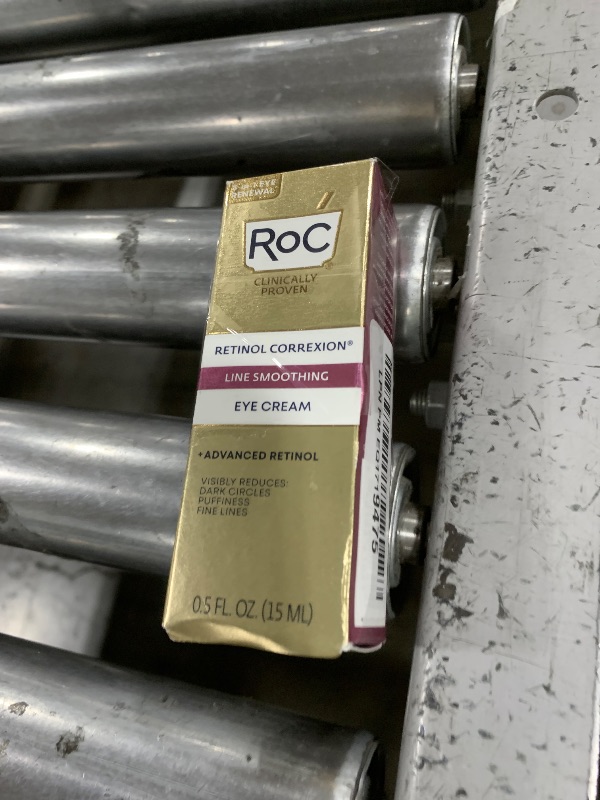 EYE
RENEWAL
RoC
CLINICALLY
PROVEN
RETINOL CORREXION®
LINE SMOOTHING
EYE CREAM
+ADVANCED RETINOL
VISIBLY REDUCES:
DARK CIRCLES
PUFFINESS
FINE LINES
0.5 FL. OZ. (15 ML)